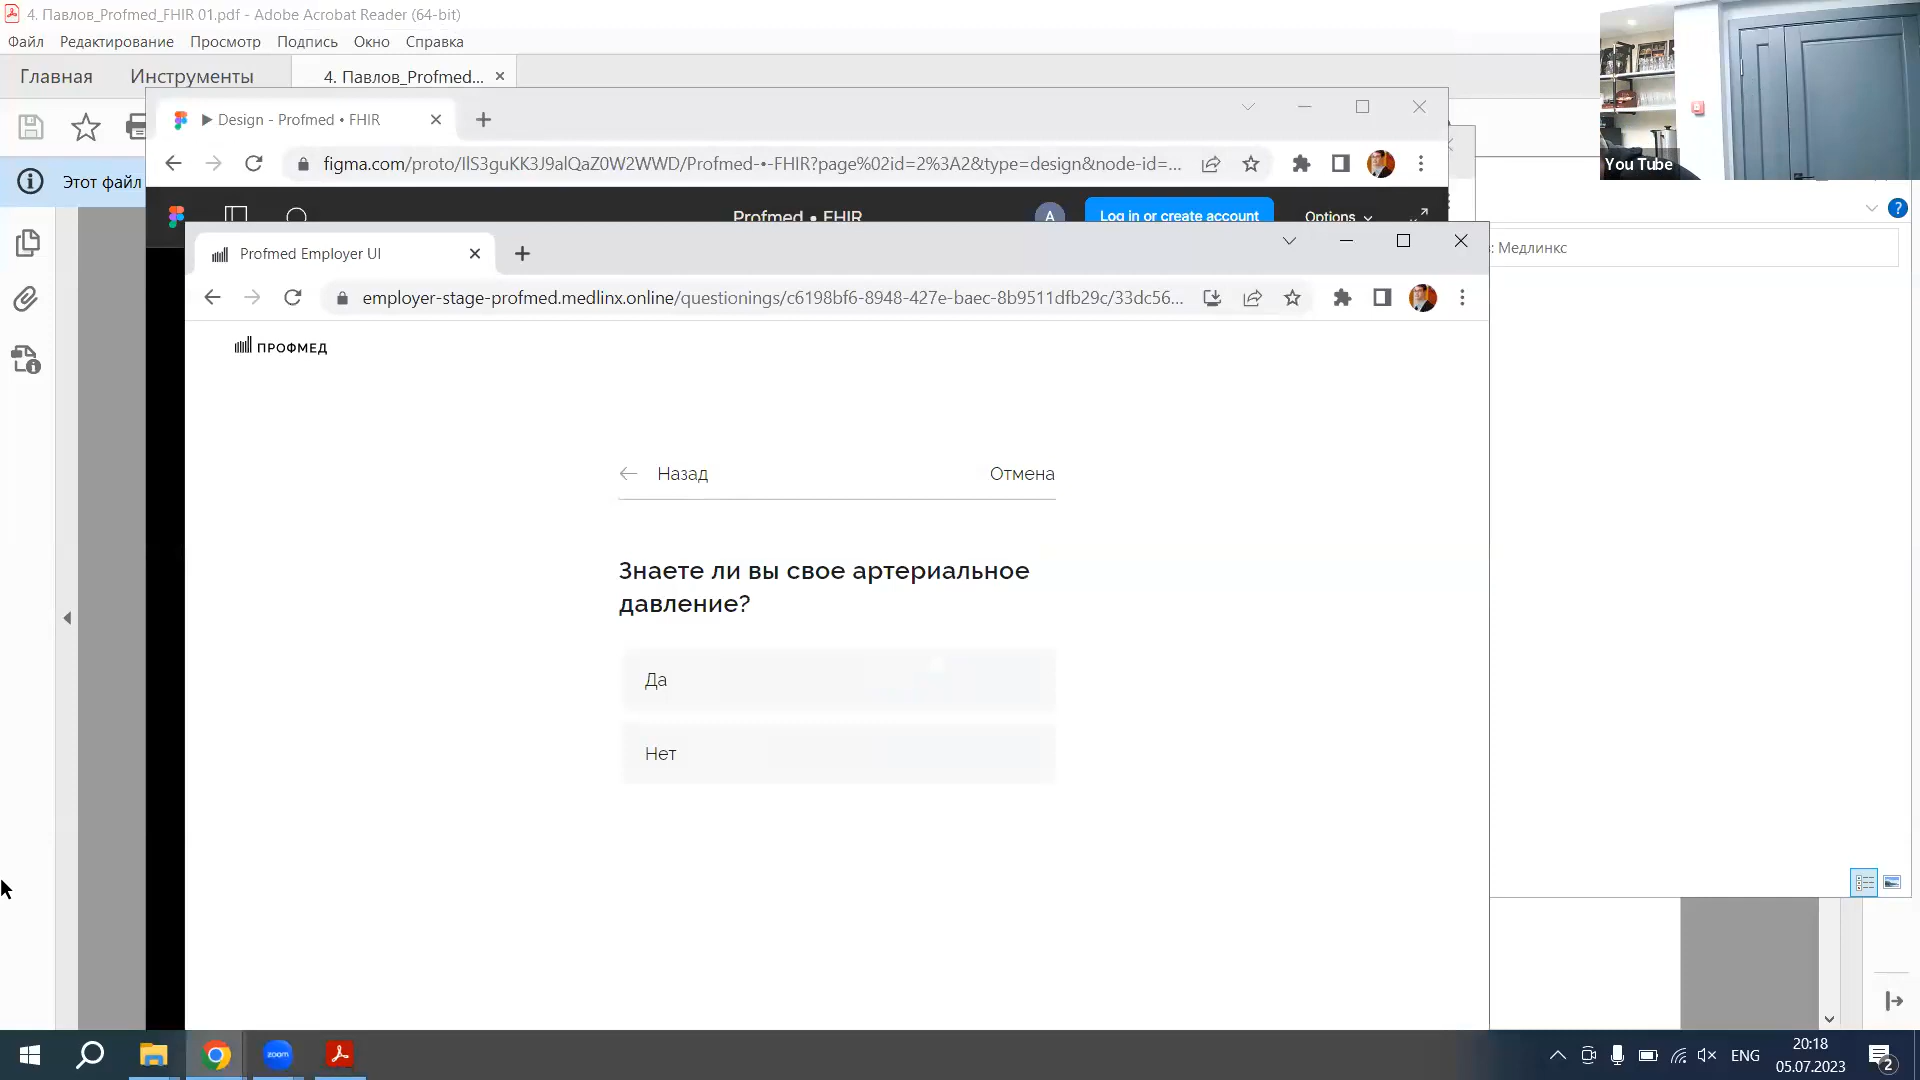 4. Павлов_Profmed_FHIR 01.pdf - Adobe Acrobat Reader (64-bit)
Файл Редактирование Просмотр Подпись Окно Справка
Главная Инструменты 4. Павлов_Profmed... ×
Design - Profmed • FHIR
figma.com/proto/IlS3guKK3J9alQaZ0W2WWD/Profmed-•-FHIR?page%02id=2%3A2&type=design&node-id=...
You Tube
Этот файл
Profmed • FHIR
A
Log in or create account
Options
Profmed Employer UI
: Медлинкс
employer-stage-profmed.medlinx.online/questionings/c6198bf6-8948-427e-baec-8b9511dfb29c/33dc56...
ПРОФМЕД
Назад
Отмена
Знаете ли вы свое артериальное
давление?
Да
Нет
zoom
ENG
20:18
05.07.2023
2